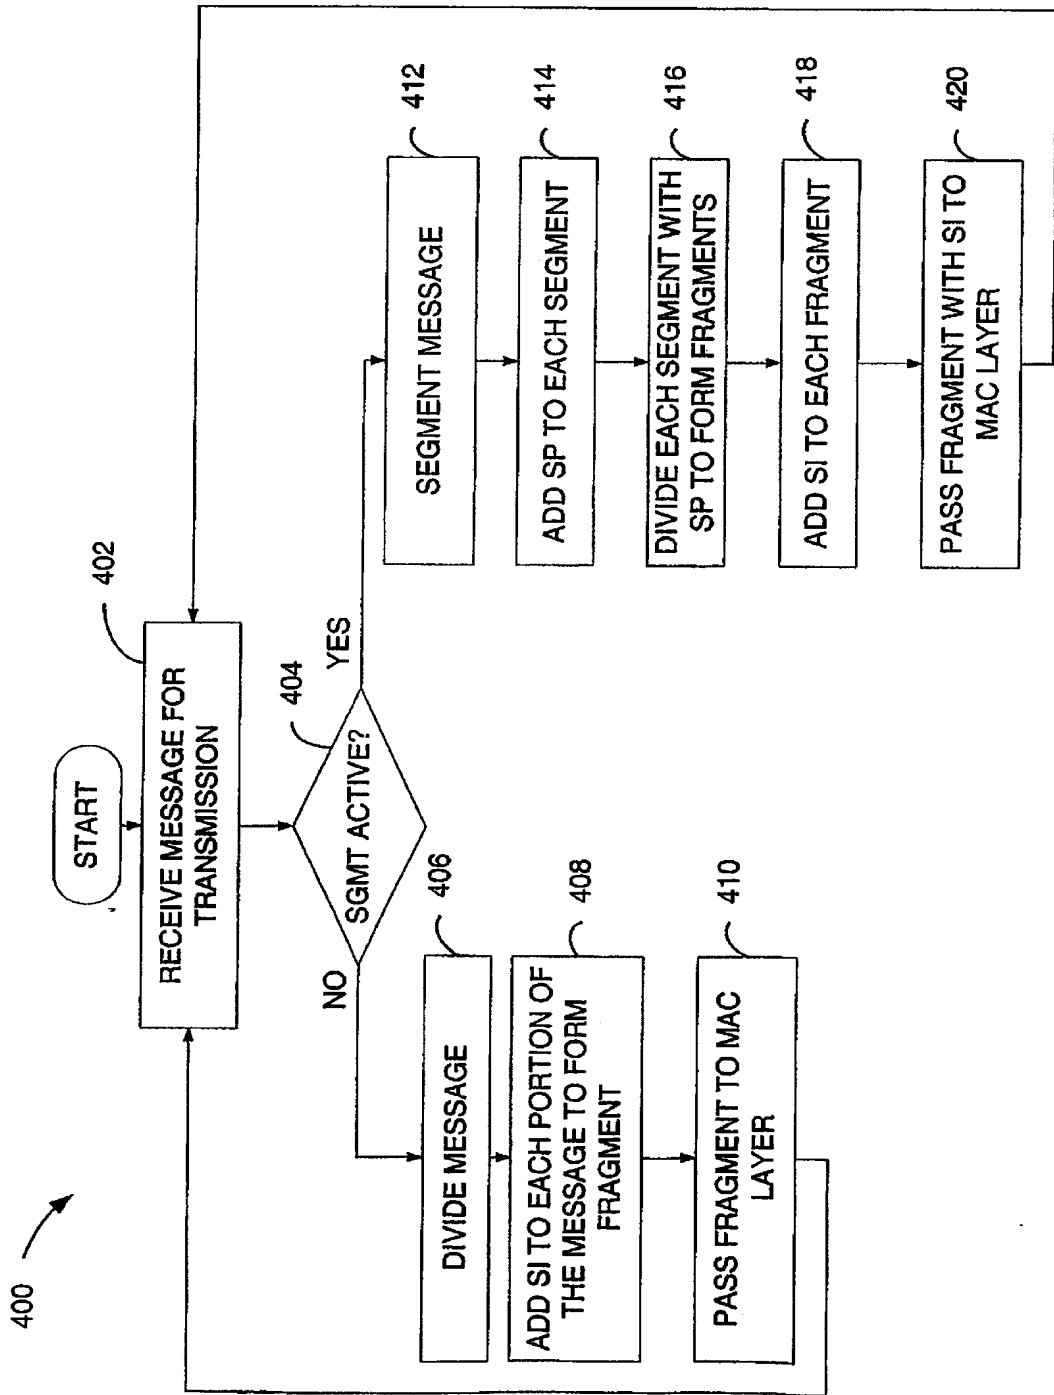 400
START
RECEIVE MESSAGE FOR
TRANSMISSION
402
SGMT ACTIVE?
404
NO
YES
DIVIDE MESSAGE
406
ADD SI TO EACH PORTION OF
THE MESSAGE TO FORM
FRAGMENT
408
PASS FRAGMENT TO MAC
LAYER
410
SEGMENT MESSAGE
412
ADD SP TO EACH SEGMENT
414
DIVIDE EACH SEGMENT WITH
SP TO FORM FRAGMENTS
416
ADD SI TO EACH FRAGMENT
418
PASS FRAGMENT WITH SI TO
MAC LAYER
420